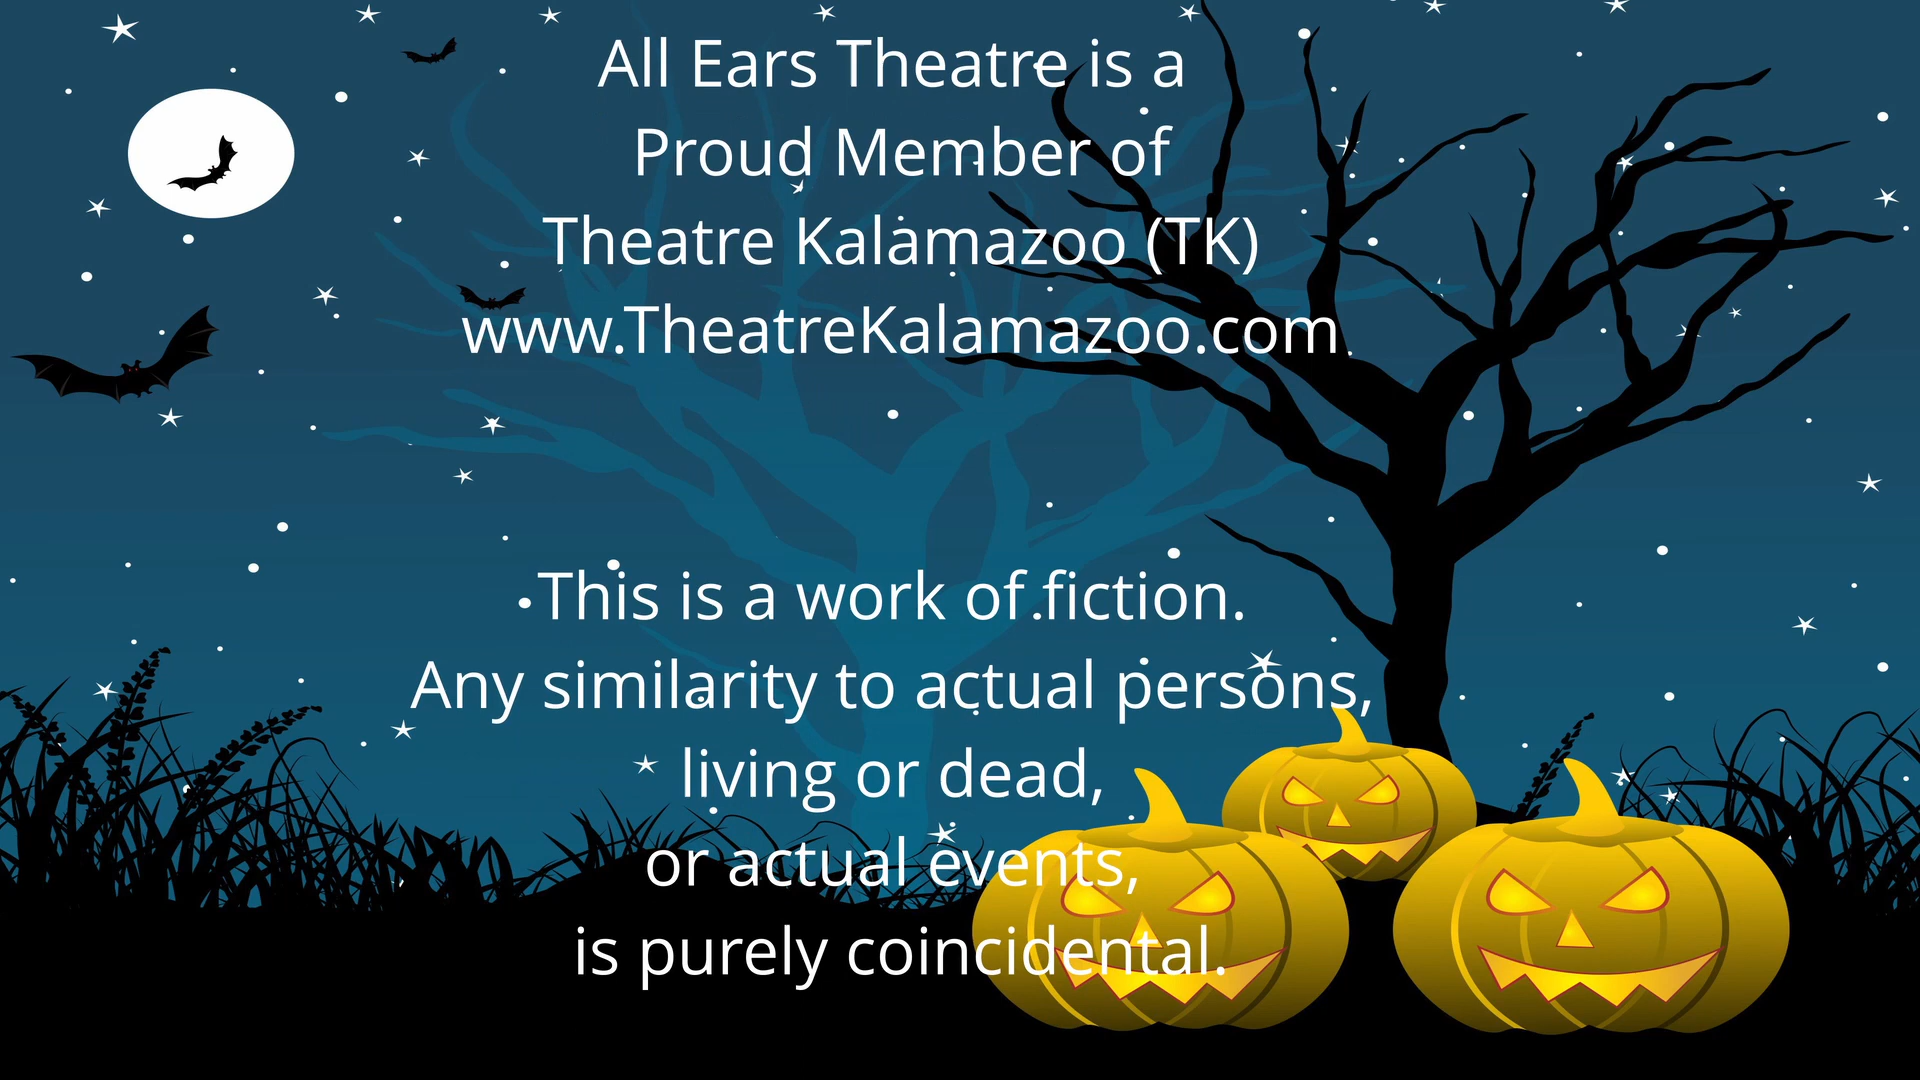 All Ears Theatre is a
Proud Member of
Theatre Kalamazoo (TK)
www.TheatreKalamazoo.com
This is a work of fiction.
Any similarity to actual persons,
living or dead,
or actual events,
is purely coincidental.